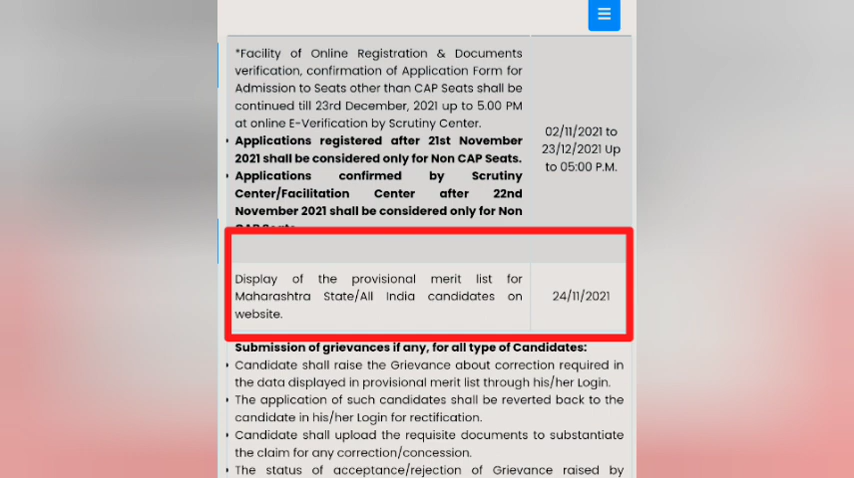 *Facility of Online Registration & Documents
verification, confirmation of Application Form for
Admission to Seats other than CAP Seats shall be
continued till 23rd December, 2021 up to 5.00 PM
at online E-Verification by Scrutiny Center.
• Applications registered after 21st November
2021 shall be considered only for Non CAP Seats.
• Applications confirmed by Scrutiny
Center/Facilitation Center after 22nd
November 2021 shall be considered only for Non
CAP Seats.
02/11/2021 to
23/12/2021 Up
to 05:00 P.M.
Display of the provisional merit list for
Maharashtra State/All India candidates on
website.
24/11/2021
Submission of grievances if any, for all type of Candidates:
• Candidate shall raise the Grievance about correction required in
the data displayed in provisional merit list through his/her Login.
• The application of such candidates shall be reverted back to the
candidate in his/her Login for rectification.
• Candidate shall upload the requisite documents to substantiate
the claim for any correction/concession.
• The status of acceptance/rejection of Grievance raised by